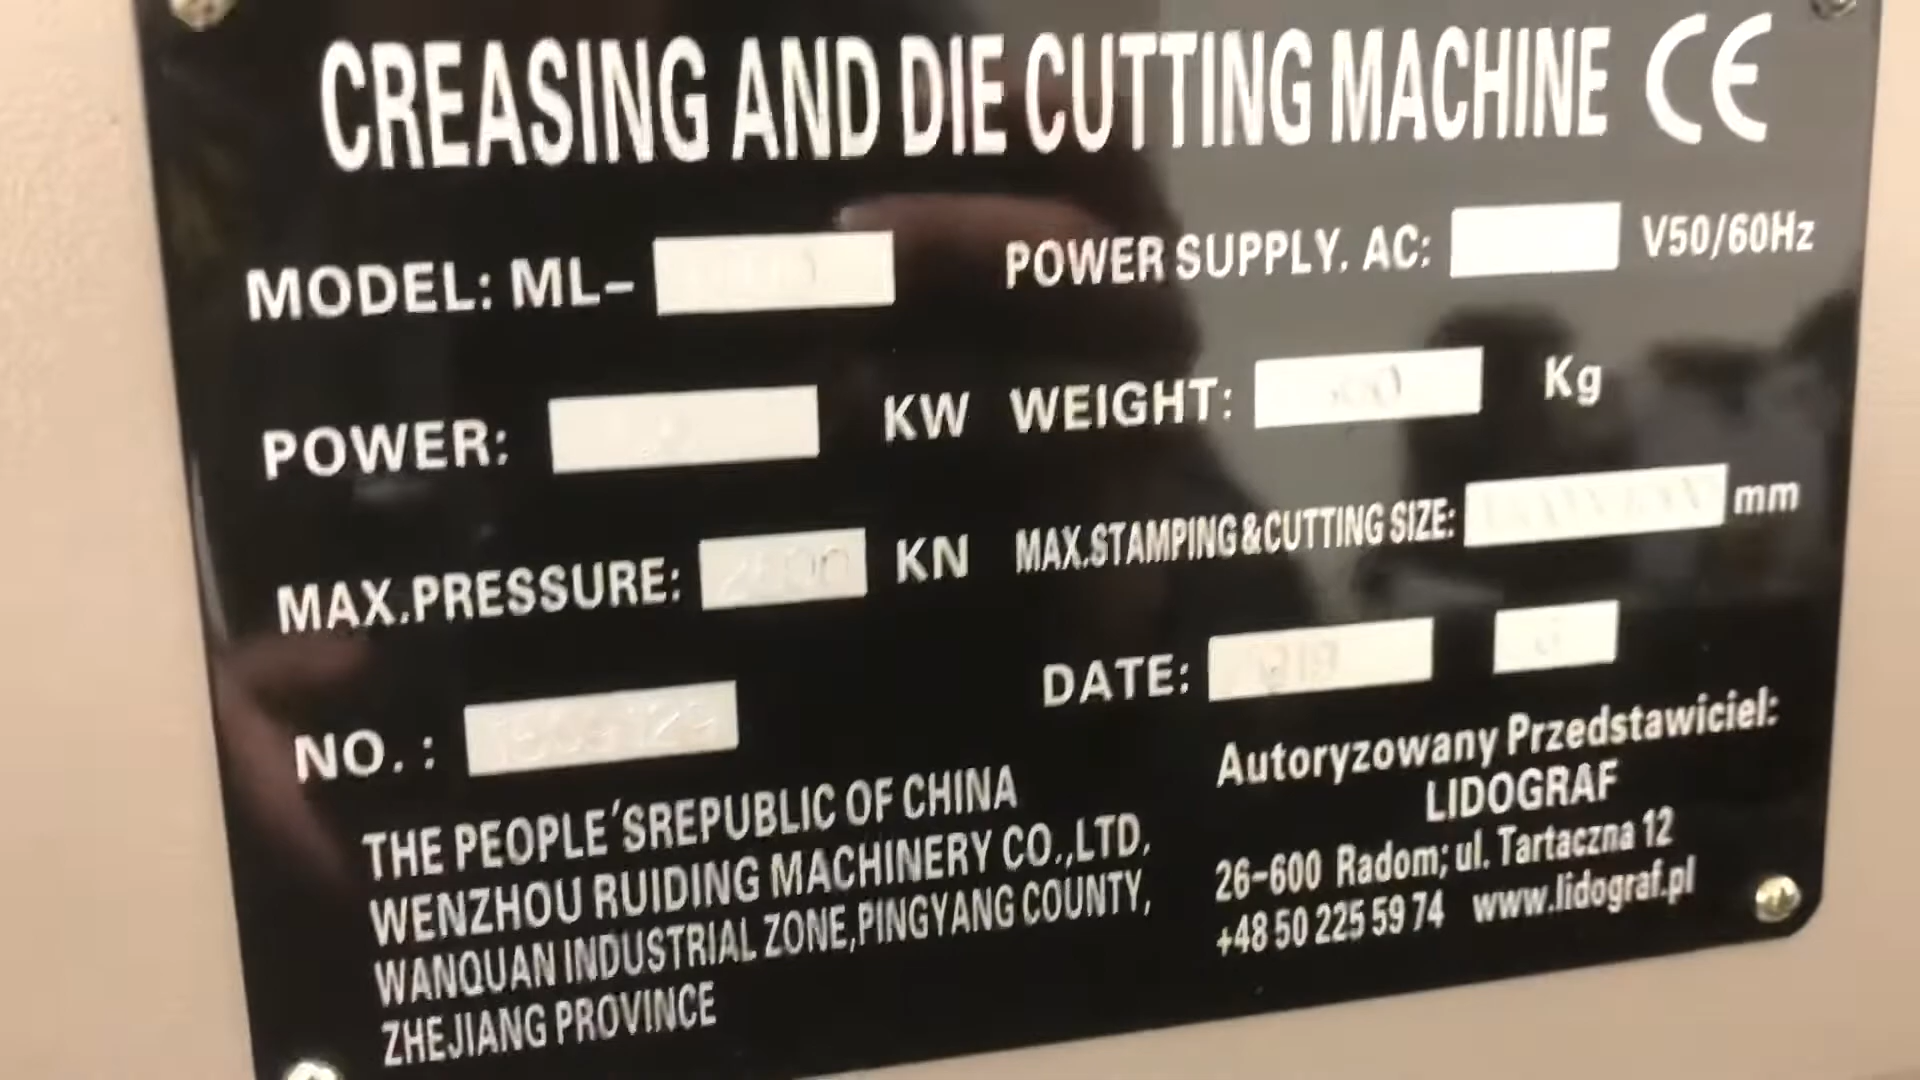 CREASING AND DIE CUTTING MACHINE CE
MODEL: ML- POWER SUPPLY. AC: V50/60Hz
POWER: KW WEIGHT: Kg
MAX.PRESSURE: KN MAX.STAMPING&CUTTING SIZE: mm
NO.: DATE:
THE PEOPLE'SREPUBLIC OF CHINA
WENZHOU RUIDING MACHINERY CO.,LTD,
WANQUAN INDUSTRIAL ZONE,PINGYANG COUNTY,
ZHEJIANG PROVINCE
Autoryzowany Przedstawiciel:
LIDOGRAF
26-600 Radom; ul. Tartaczna 12
+48 50 225 59 74 www.lidograf.pl